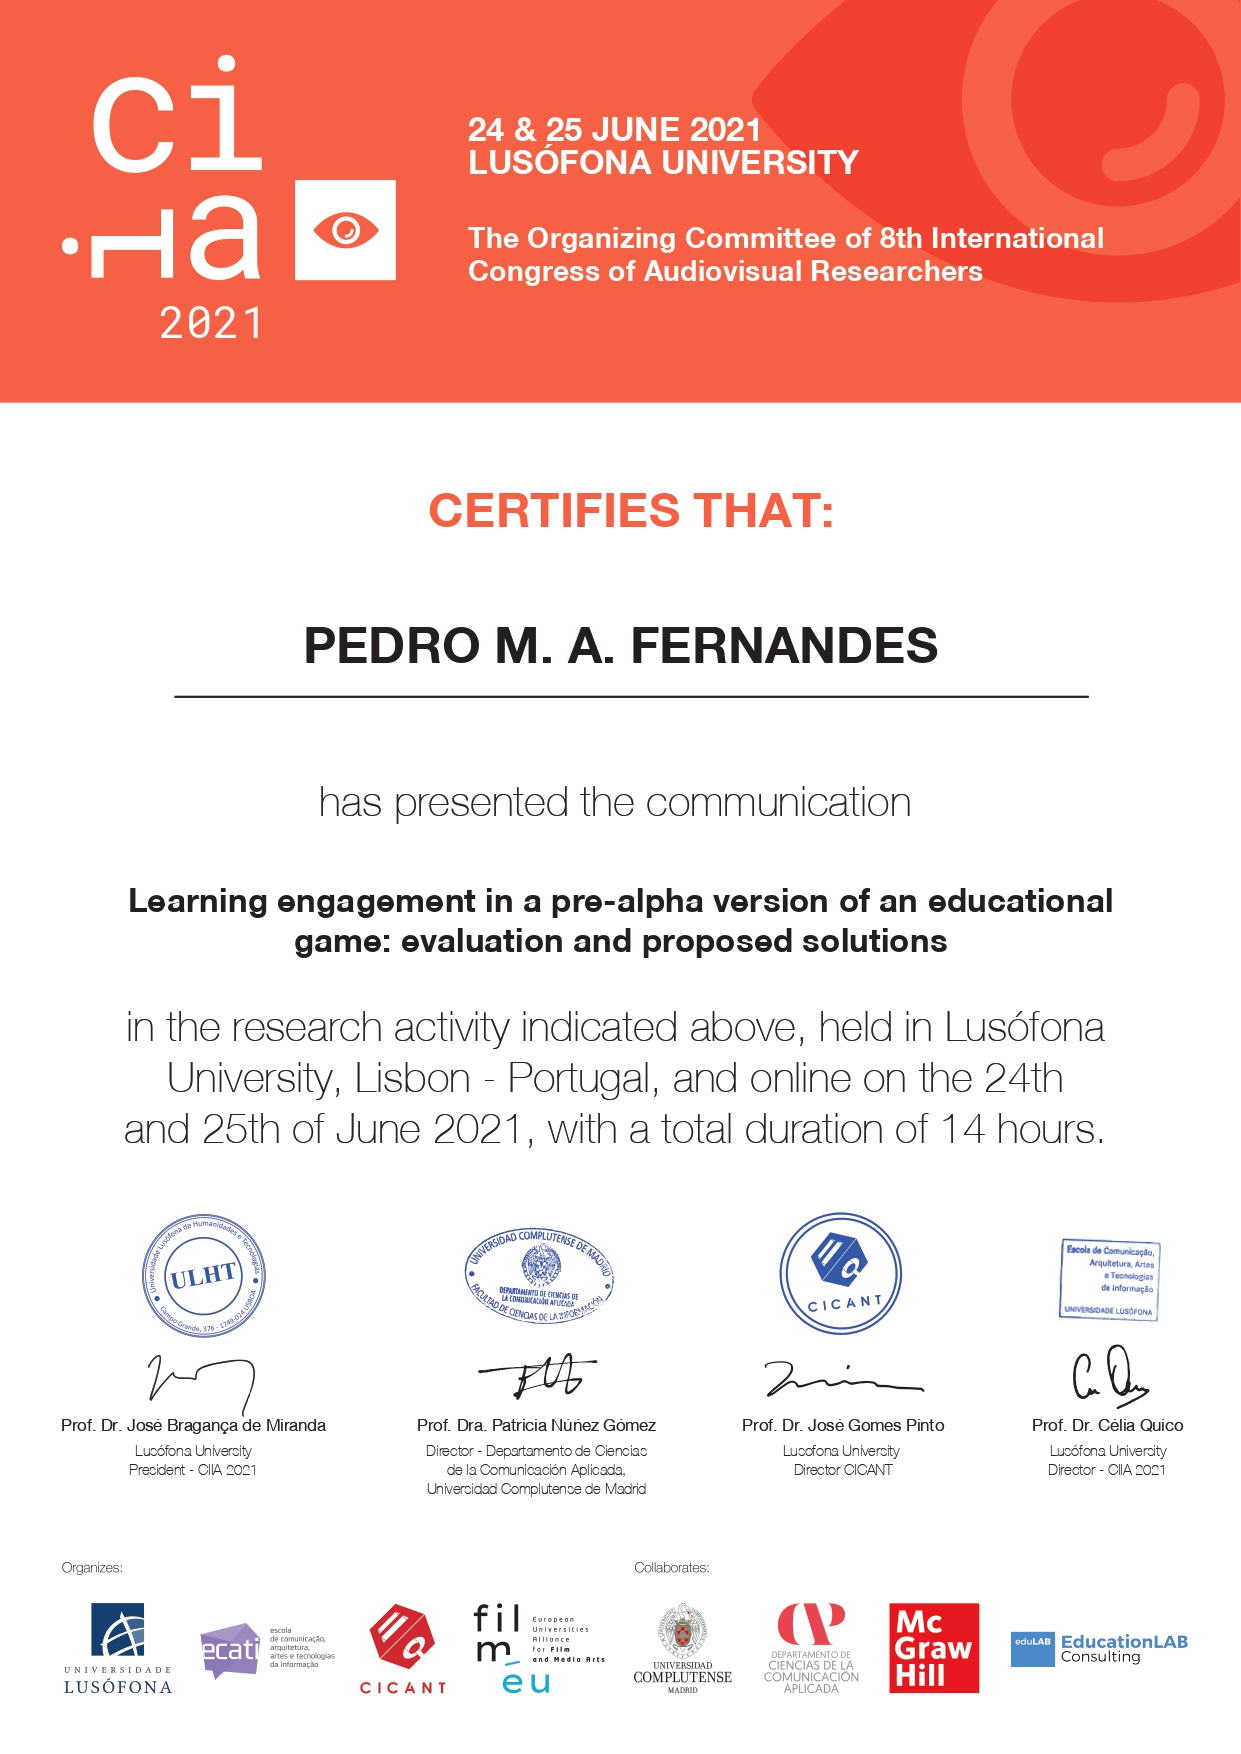 ci
ia
2021
24 & 25 JUNE 2021
LUSÓFONA UNIVERSITY
The Organizing Committee of 8th International
Congress of Audiovisual Researchers
CERTIFIES THAT:
PEDRO M. A. FERNANDES
has presented the communication
Learning engagement in a pre-alpha version of an educational
game: evaluation and proposed solutions
in the research activity indicated above, held in Lusófona
University, Lisbon - Portugal, and online on the 24th
and 25th of June 2021, with a total duration of 14 hours.
Universidade Lusófona de Humanidades e Tecnologias
ULHT
Campo Grande, 376 - 1749-024 LISBOA
UNIVERSIDAD COMPLUTENSE DE MADRID
DEPARTAMENTO DE CIENCIAS DE
LA COMUNICACIÓN APLICADA
FACULTAD DE CIENCIAS DE LA INFORMACIÓN
CICANT
Escola de Comunicação,
Arquitetura, Artes
e Tecnologias
da Informação
UNIVERSIDADE LUSÓFONA
Prof. Dr. José Bragança de Miranda
Lusófona University
President - CIIA 2021
Prof. Dra. Patricia Núñez Gómez
Director - Departamento de Ciencias
de la Comunicación Aplicada,
Universidad Complutense de Madrid
Prof. Dr. José Gomes Pinto
Lusofona University
Director CICANT
Prof. Dr. Célia Quico
Lusófona University
Director - CIIA 2021
Organizes:
Collaborates:
UNIVERSIDADE
LUSÓFONA
ecati
escola
de comunicação,
arquitetura,
artes e tecnologias
da informação
CICANT
fil
m
éu
European
Universities
Alliance
for Film
and Media Arts
UNIVERSIDAD
COMPLUTENSE
MADRID
DEPARTAMENTO DE
CIENCIAS DE LA
COMUNICACIÓN
APLICADA
Mc
Graw
Hill
eduLAB
EducationLAB
Consulting